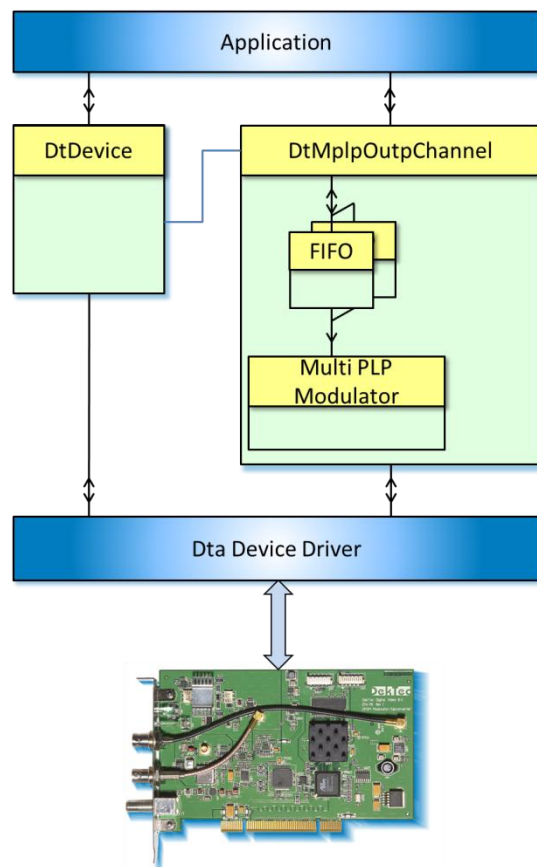 Application
DtDevice
DtMplpOutpChannel
FIFO
Multi PLP
Modulator
Dta Device Driver
DekTec